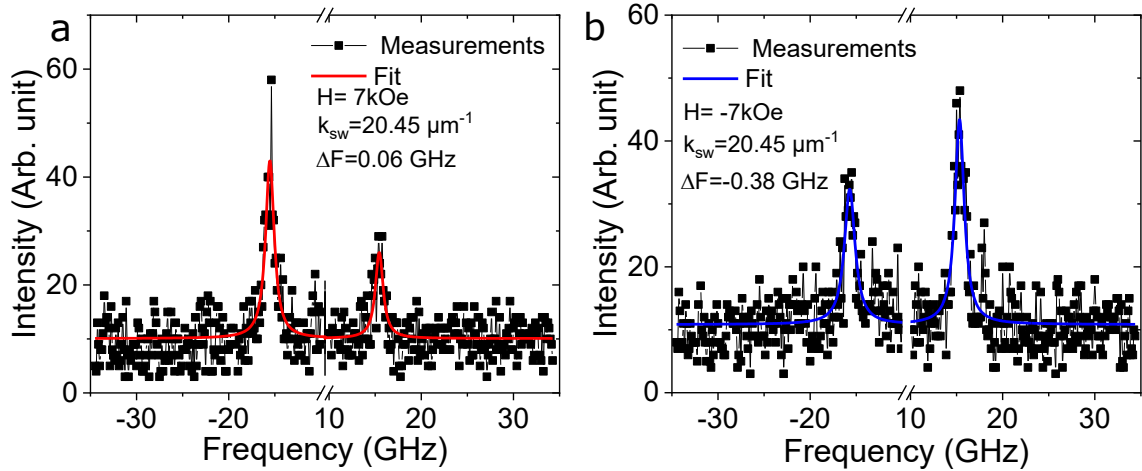 a
Measurements
Fit
H= 7kOe
k_sw=20.45 µm⁻¹
ΔF=0.06 GHz
Intensity (Arb. unit)
60
40
20
0
-30 -20 10 20 30
Frequency (GHz)
b
Measurements
Fit
H= -7kOe
k_sw=20.45 µm⁻¹
ΔF=-0.38 GHz
Intensity (Arb. unit)
60
40
20
0
-30 -20 10 20 30
Frequency (GHz)